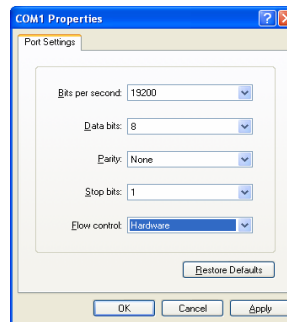 COM1 Properties
Port Settings
Bits per second: 19200
Data bits: 8
Parity: None
Stop bits: 1
Flow control: Hardware
Restore Defaults
OK Cancel Apply